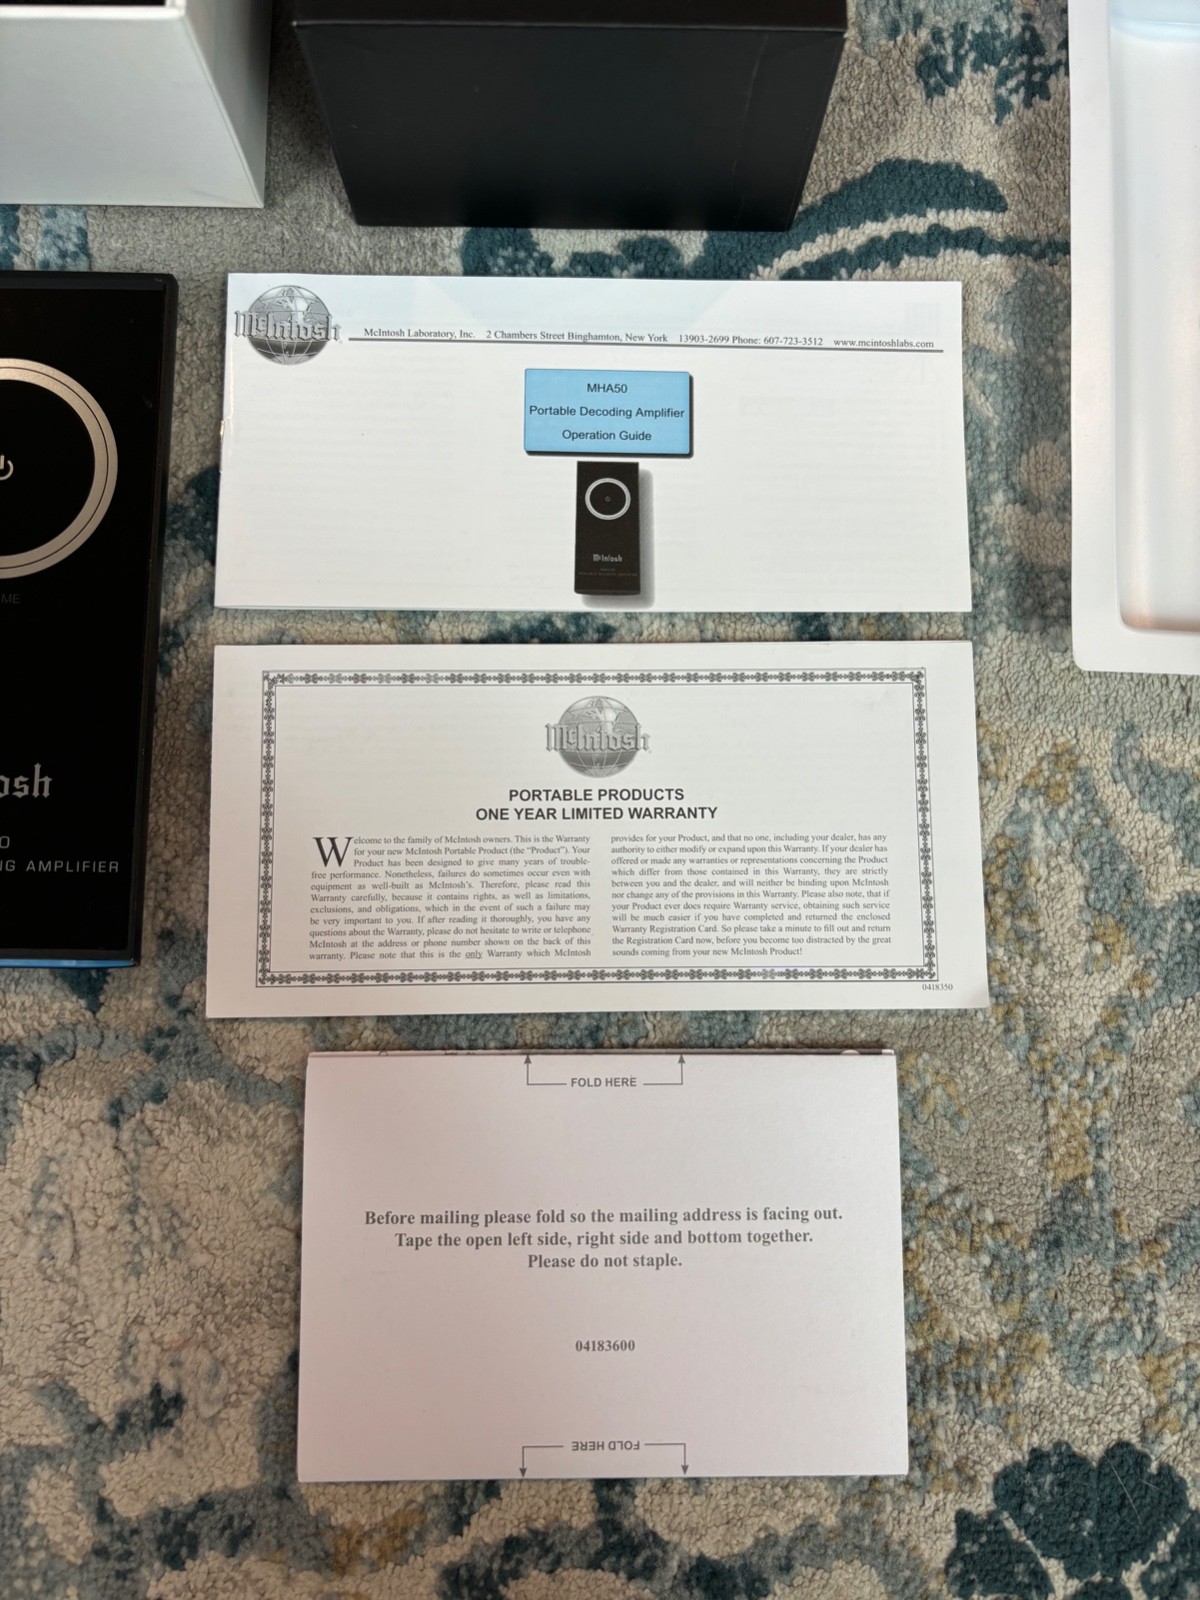 McIntosh
McIntosh Laboratory, Inc. 2 Chambers Street Binghamton, New York 13903-2699 Phone: 607-723-3512 www.mcintoshlabs.com
MHA50
Portable Decoding Amplifier
Operation Guide
McIntosh
ME
osh
O
NG AMPLIFIER
McIntosh
PORTABLE PRODUCTS
ONE YEAR LIMITED WARRANTY
Welcome to the family of McIntosh owners. This is the Warranty
for your new McIntosh Portable Product (the "Product"). Your
Product has been designed to give many years of trouble-
free performance. Nonetheless, failures do sometimes occur even with
equipment as well-built as McIntosh's. Therefore, please read this
Warranty carefully, because it contains rights, as well as limitations,
exclusions, and obligations, which in the event of such a failure may
be very important to you. If after reading it thoroughly, you have any
questions about the Warranty, please do not hesitate to write or telephone
McIntosh at the address or phone number shown on the back of this
warranty. Please note that this is the only Warranty which McIntosh
provides for your Product, and that no one, including your dealer, has any
authority to either modify or expand upon this Warranty. If your dealer has
offered or made any warranties or representations concerning the Product
which differ from those contained in this Warranty, they are strictly
between you and the dealer, and will neither be binding upon McIntosh
nor change any of the provisions in this Warranty. Please also note, that if
your Product ever does require Warranty service, obtaining such service
will be much easier if you have completed and returned the enclosed
Warranty Registration Card. So please take a minute to fill out and return
the Registration Card now, before you become too distracted by the great
sounds coming from your new McIntosh Product!
0418350
FOLD HERE
Before mailing please fold so the mailing address is facing out.
Tape the open left side, right side and bottom together.
Please do not staple.
04183600
FOLD HERE